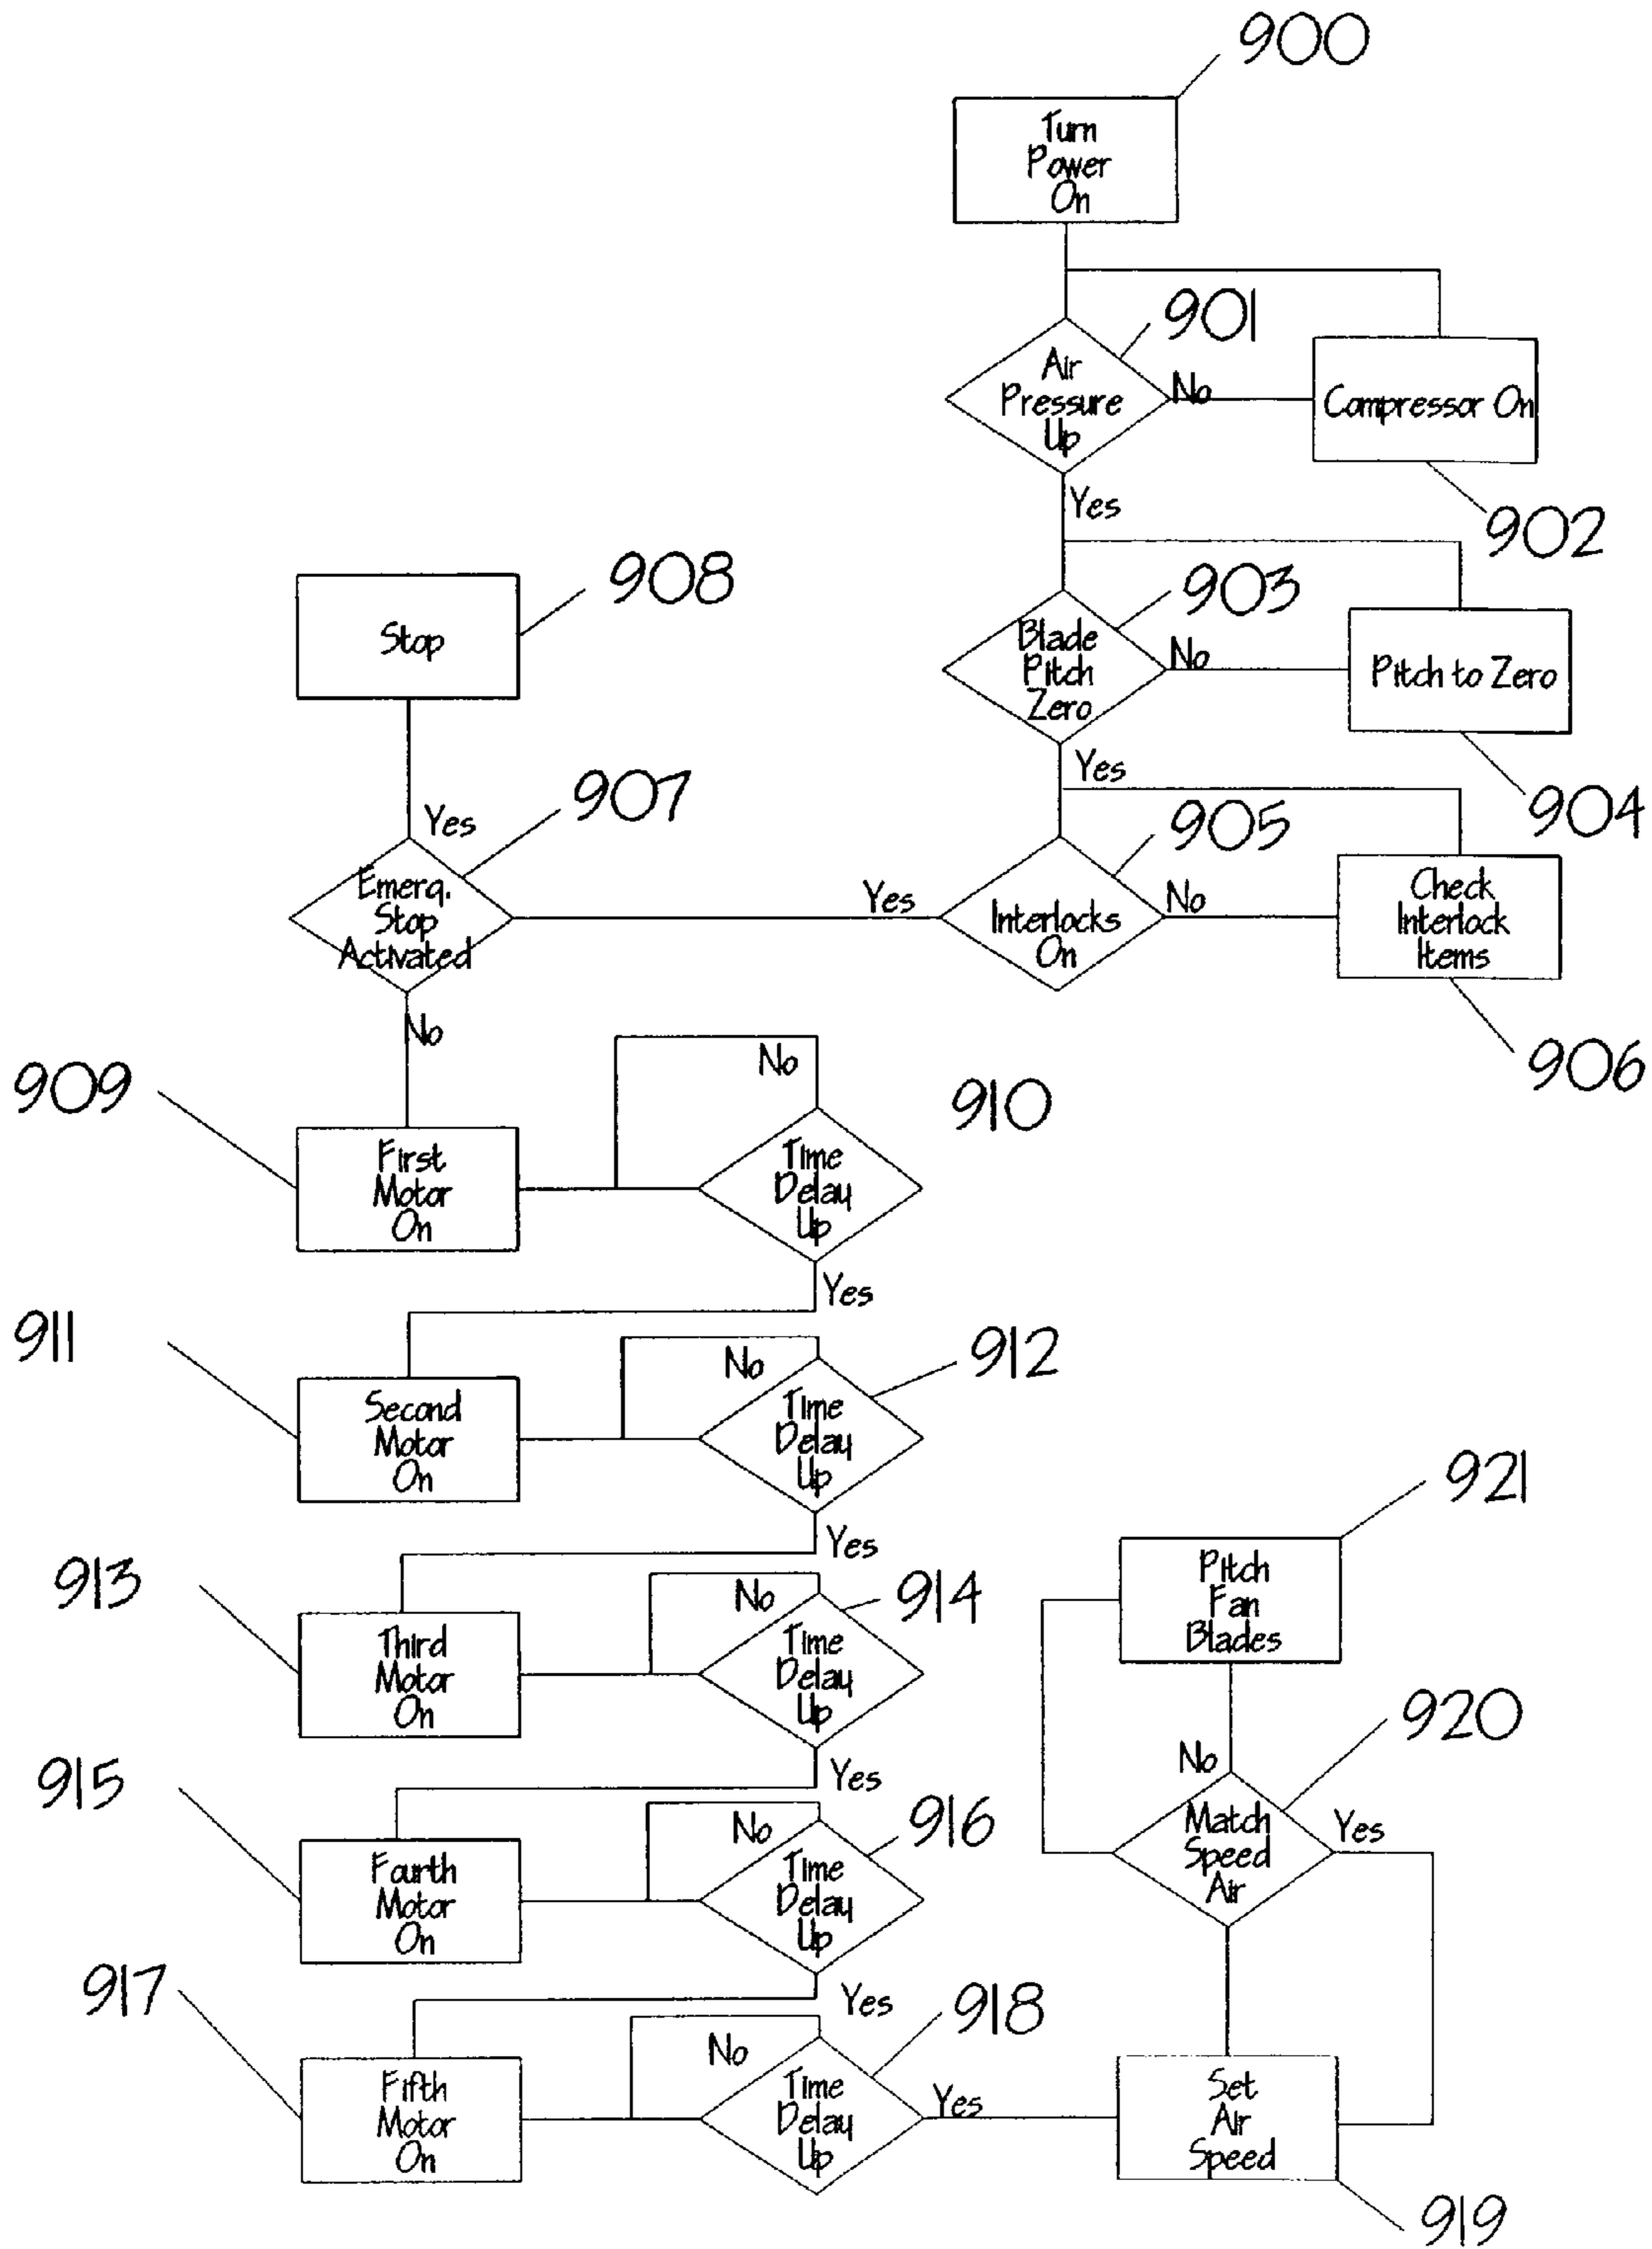 900
Turn
Power
On
901
Air
Pressure
Up
No
Compressor On
902
Yes
903
Blade
Pitch
Zero
No
Pitch to Zero
904
Yes
905
Interlocks
On
No
Check
Interlock
Items
906
Yes
908
Stop
Yes
907
Emerg.
Stop
Activated
No
909
First
Motor
On
No
910
Time
Delay
Up
Yes
911
Second
Motor
On
No
912
Time
Delay
Up
Yes
913
Third
Motor
On
No
914
Time
Delay
Up
Yes
915
Fourth
Motor
On
No
916
Time
Delay
Up
Yes
917
Fifth
Motor
On
No
918
Time
Delay
Up
Yes
921
Pitch
Fan
Blades
No
920
Match
Speed
Air
Yes
Set
Air
Speed
919